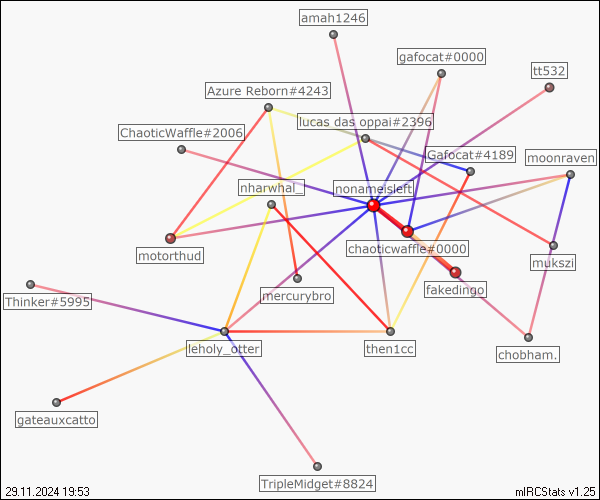 amah1246
gafocat#0000
tt532
Azure Reborn#4243
lucas das oppai#2396
ChaoticWaffle#2006
Gafocat#4189
moonraven
nharwhal_
nonameisleft
chaoticwaffle#0000
motorthud
mukszi
mercurybro
fakedingo
Thinker#5995
leholy_otter
then1cc
chobham.
gateauxcatto
TripleMidget#8824
29.11.2024 19:53
mIRCStats v1.25